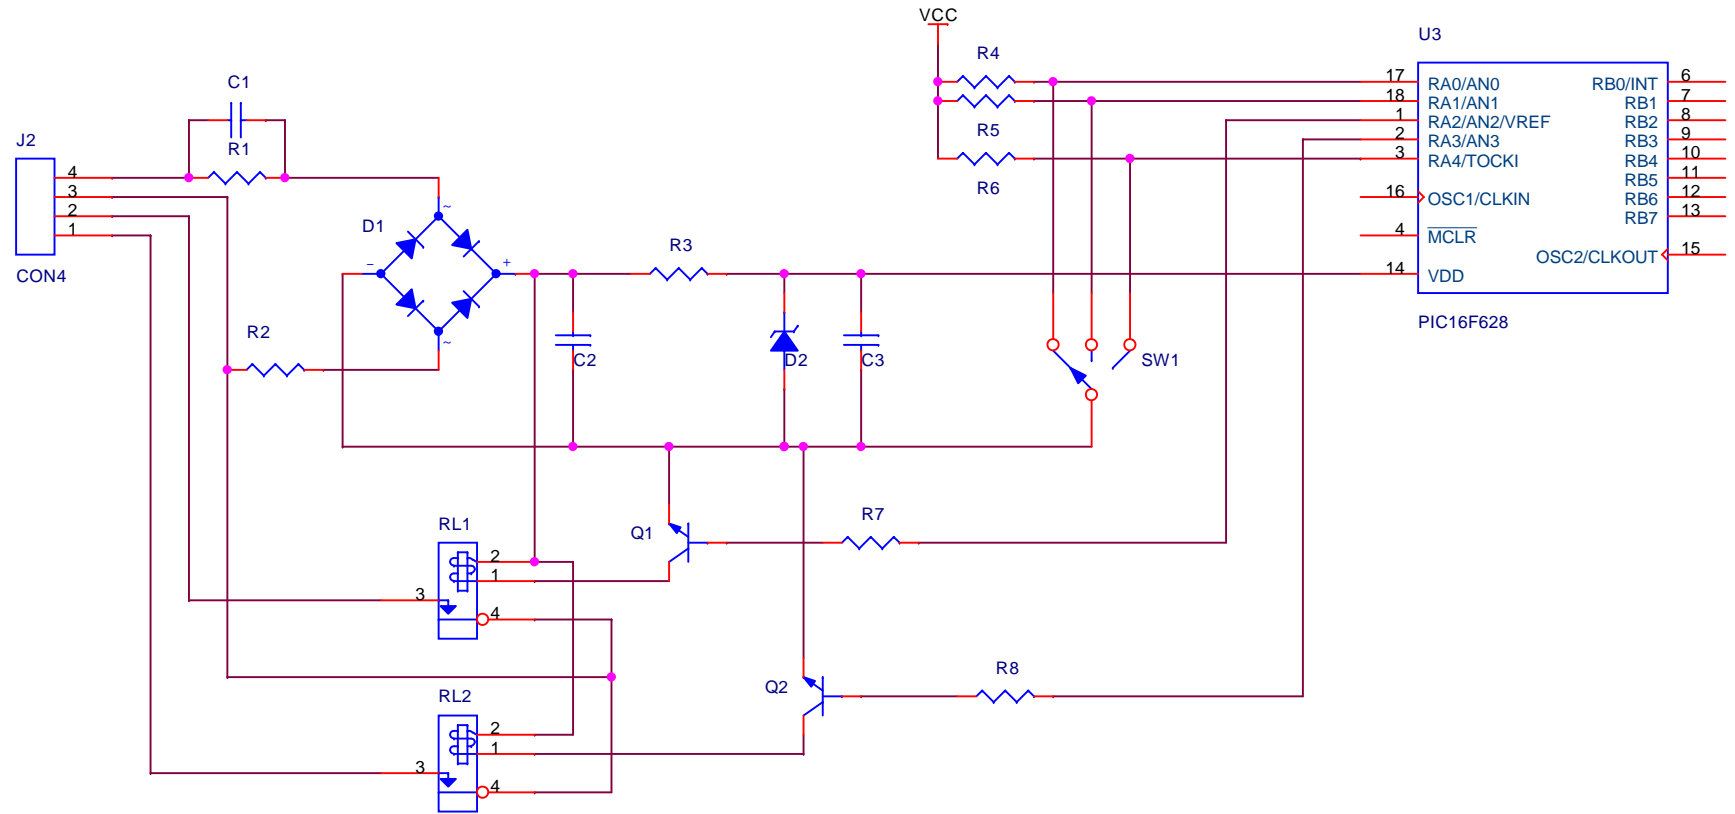 VCC
U3
R4
17 RA0/AN0 RB0/INT 6
C1
18 RA1/AN1 RB1 7
1 RA2/AN2/VREF RB2 8
R5
J2
R1
2 RA3/AN3 RB3 9
3 RA4/TOCKI RB4 10
4
RB5 11
R6
3
16 OSC1/CLKIN RB6 12
2
~
RB7 13
1
D1
4 MCLR
R3
OSC2/CLKOUT 15
CON4
-
+
14 VDD
R2
PIC16F628
~
C2
D2
C3
SW1
RL1
Q1
R7
2
1
3
4
RL2
Q2
R8
2
1
3
4